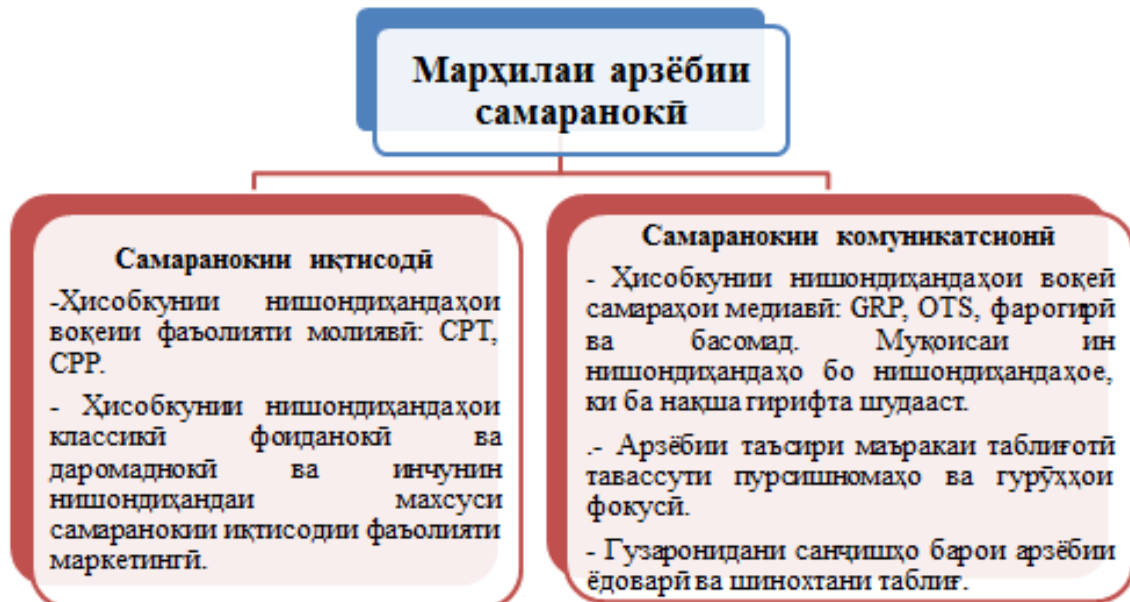 Марҳилаи арзёбии
самаранокӣ
Самаранокии иқтисодӣ
-Ҳисобкунии нишондиҳандаҳои
воқеии фаъолияти молиявӣ: CPT,
CPP.
- Ҳисобкунии нишондиҳандаҳои
классикӣ фоиданокӣ ва
даромаднокӣ ва инчунин
нишондиҳандаи махсуси
самаранокии иқтисодии фаъолияти
маркетингӣ.
Самаранокии комуникатсионӣ
- Ҳисобкунии нишондиҳандаҳои воқей
самараҳои медиавӣ: GRP, OTS, фарогирӣ
ва басомад. Муқоисаи ин
нишондиҳандаҳо бо нишондиҳандаҳое,
ки ба нақша гирифта шудааст.
.- Арзёбии таъсири маъракаи таблиғотӣ
тавассути пурсишномаҳо ва гурӯҳҳои
фокусӣ.
- Гузаронидани санҷишҳо барои арзёбии
ёдоварӣ ва шинохтани таблиғ.